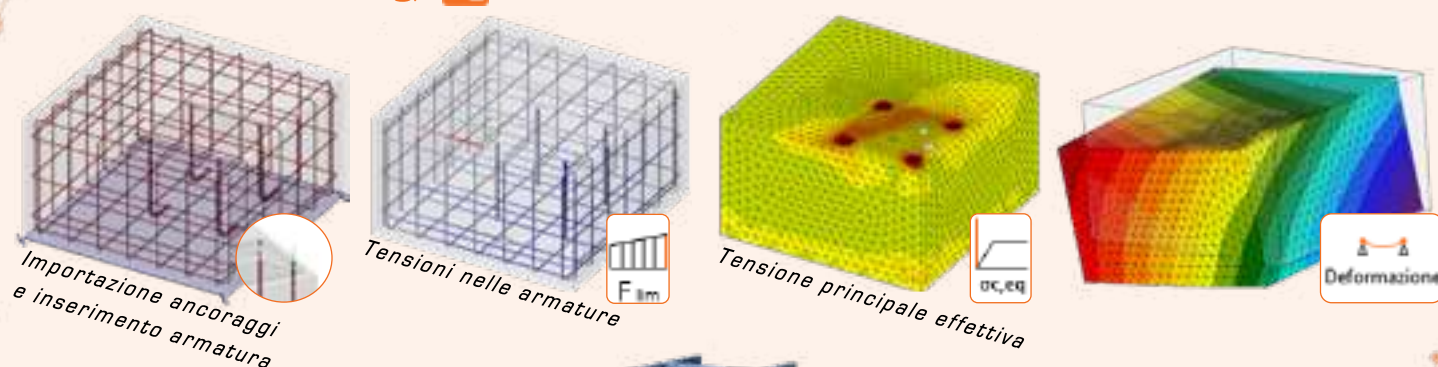 Importazione ancoraggi
e inserimento armatura
Tensioni nelle armature
F lim
Tensione principale effettiva
σc,eq
Deformazione